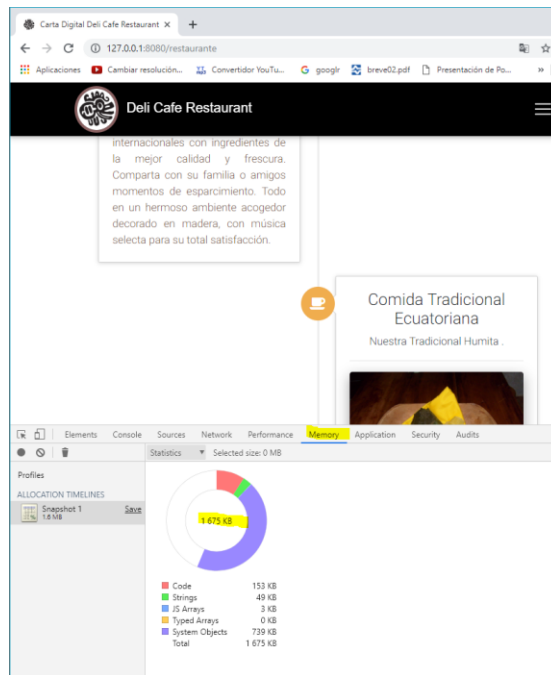 Carta Digital Deli Cafe Restaurant
127.0.0.1:8080/restaurante
Aplicaciones Cambiar resolución... Convertidor YouTu... googlr breve02.pdf Presentación de Po... »
Deli Cafe Restaurant
internacionales con ingredientes de
la mejor calidad y frescura.
Comparta con su familia o amigos
momentos de esparcimiento. Todo
en un hermoso ambiente acogedor
decorado en madera, con música
selecta para su total satisfacción.
Comida Tradicional
Ecuatoriana
Nuestra Tradicional Humita .
Elements Console Sources Network Performance Memory Application Security Audits
Statistics Selected size: 0 MB
Profiles
ALLOCATION TIMELINES
Snapshot 1 Save
1.8 MB
1 675 KB
Code 153 KB
Strings 49 KB
JS Arrays 3 KB
Typed Arrays 0 KB
System Objects 739 KB
Total 1 675 KB